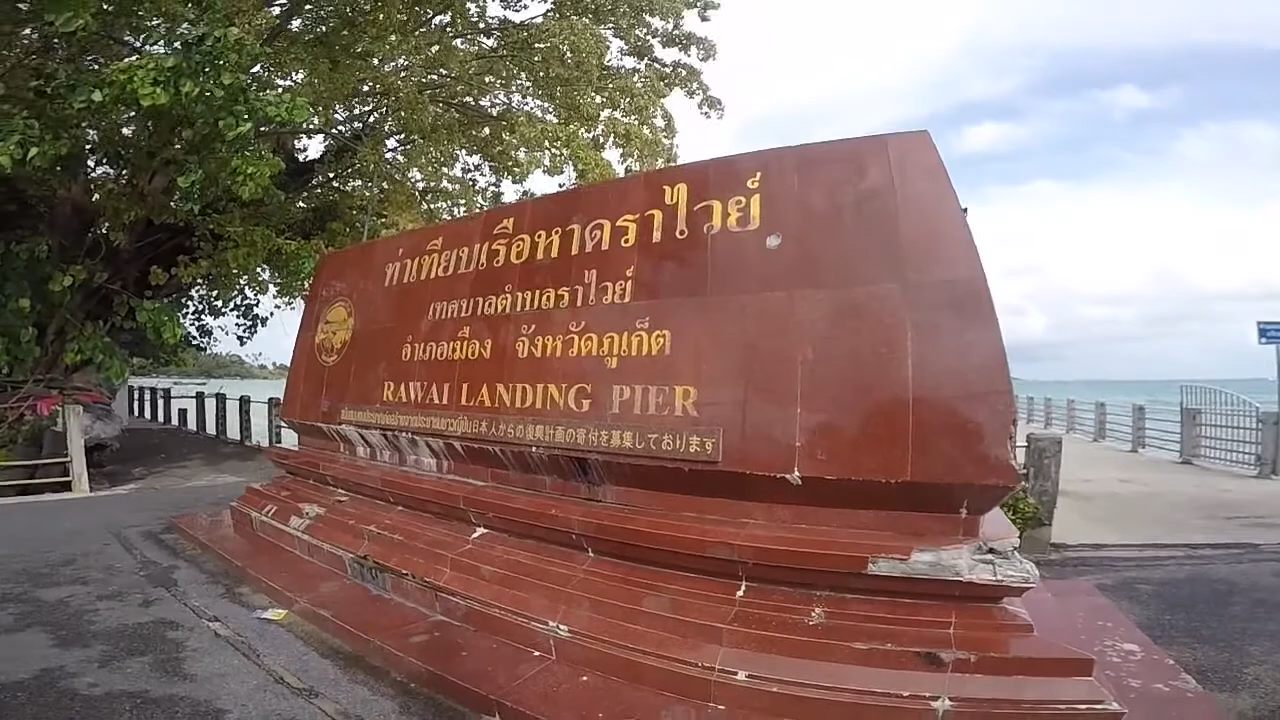 ท่าเทียบเรือหาดราไวย์
เทศบาลตำบลราไวย์
อำเภอเมือง จังหวัดภูเก็ต
RAWAI LANDING PIER
日本人からの復興計画の寄付を募集しております